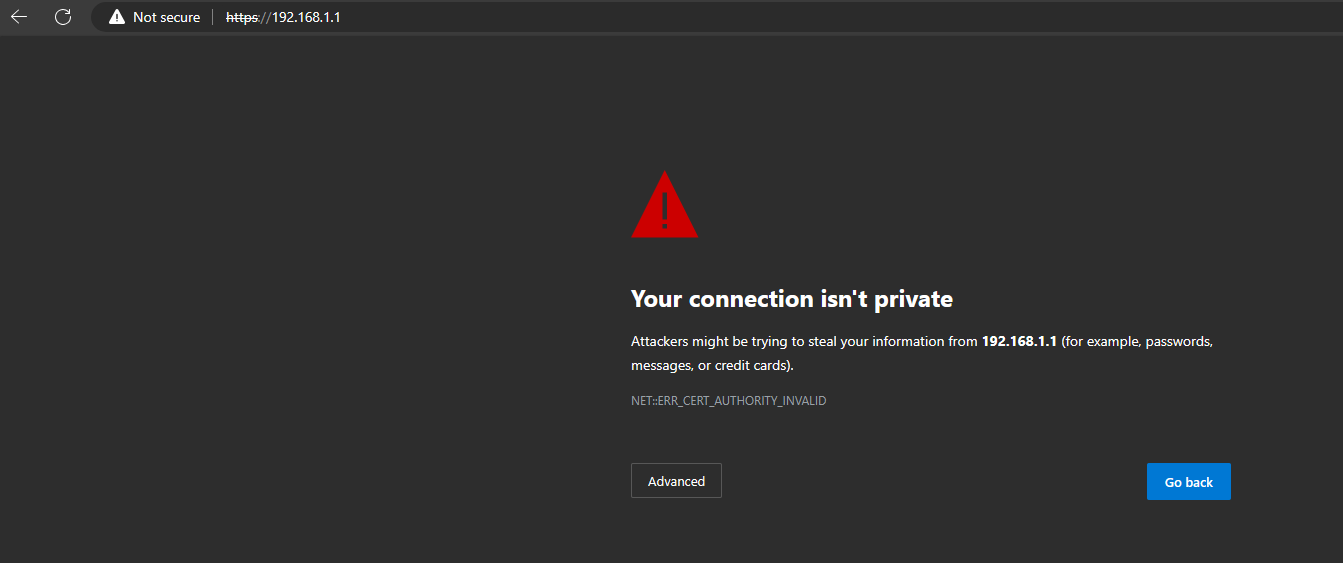 Not secure | https://192.168.1.1
Your connection isn't private
Attackers might be trying to steal your information from 192.168.1.1 (for example, passwords,
messages, or credit cards).
NET::ERR_CERT_AUTHORITY_INVALID
Advanced
Go back